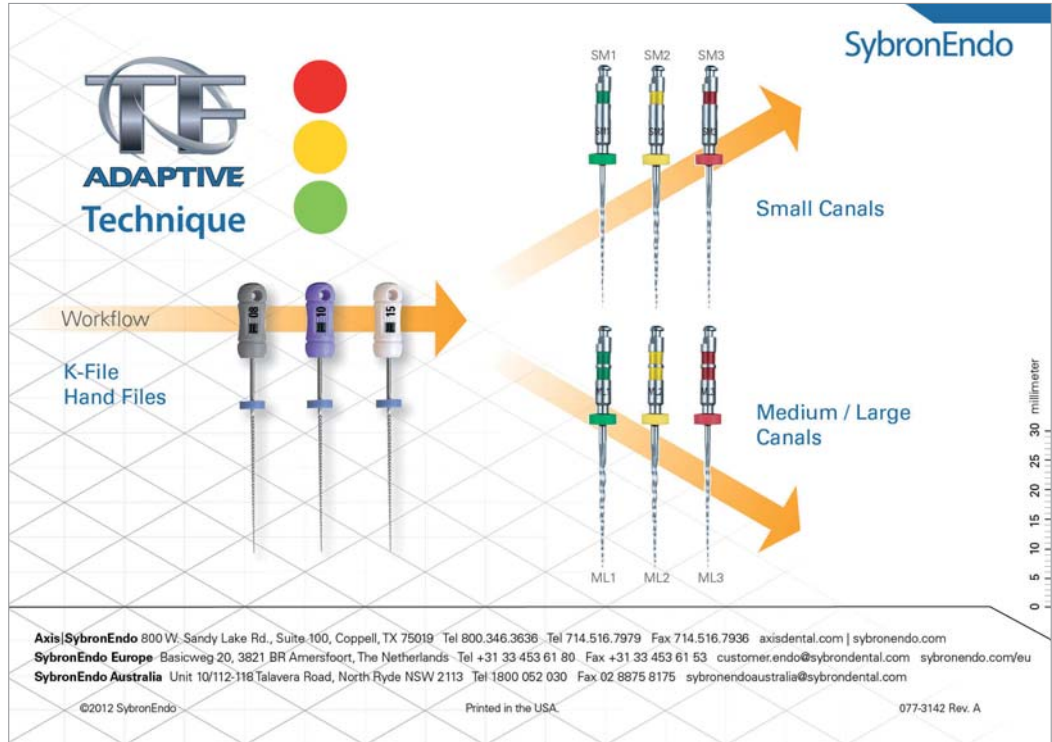 SybronEndo
TF
ADAPTIVE
Technique
SM1 SM2 SM3
SM1 SM2 SM3
Small Canals
Workflow
08 10 15
K-File
Hand Files
ML1 ML2 ML3
Medium / Large
Canals
ML1 ML2 ML3
millimeter
30
25
20
15
10
5
0
Axis|SybronEndo 800 W. Sandy Lake Rd., Suite 100, Coppell, TX 75019 Tel 800.346.3636 Tel 714.516.7979 Fax 714.516.7936 axisdental.com | sybronendo.com
SybronEndo Europe Basicweg 20, 3821 BR Amersfoort, The Netherlands Tel +31 33 453 61 80 Fax +31 33 453 61 53 customer.endo@sybrondental.com sybronendo.com/eu
SybronEndo Australia Unit 10/112-118 Talavera Road, North Ryde NSW 2113 Tel 1800 052 030 Fax 02 8875 8175 sybronendoaustralia@sybrondental.com
©2012 SybronEndo Printed in the USA. 077-3142 Rev. A